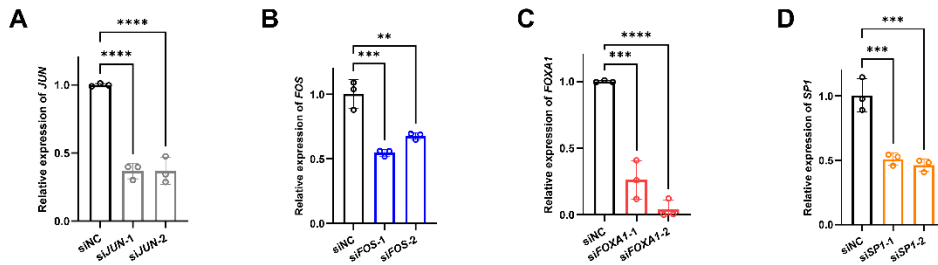 A
****
****
Relative expression of JUN
1.0
0.5
0.0
siNC
siJUN-1
siJUN-2
B
**
***
Relative expression of FOS
1.0
0.5
0.0
siNC
siFOS-1
siFOS-2
C
****
***
Relative expression of FOXA1
1.0
0.5
0.0
siNC
siFOXA1-1
siFOXA1-2
D
***
***
Relative expression of SP1
1.0
0.5
0.0
siNC
siSP1-1
siSP1-2